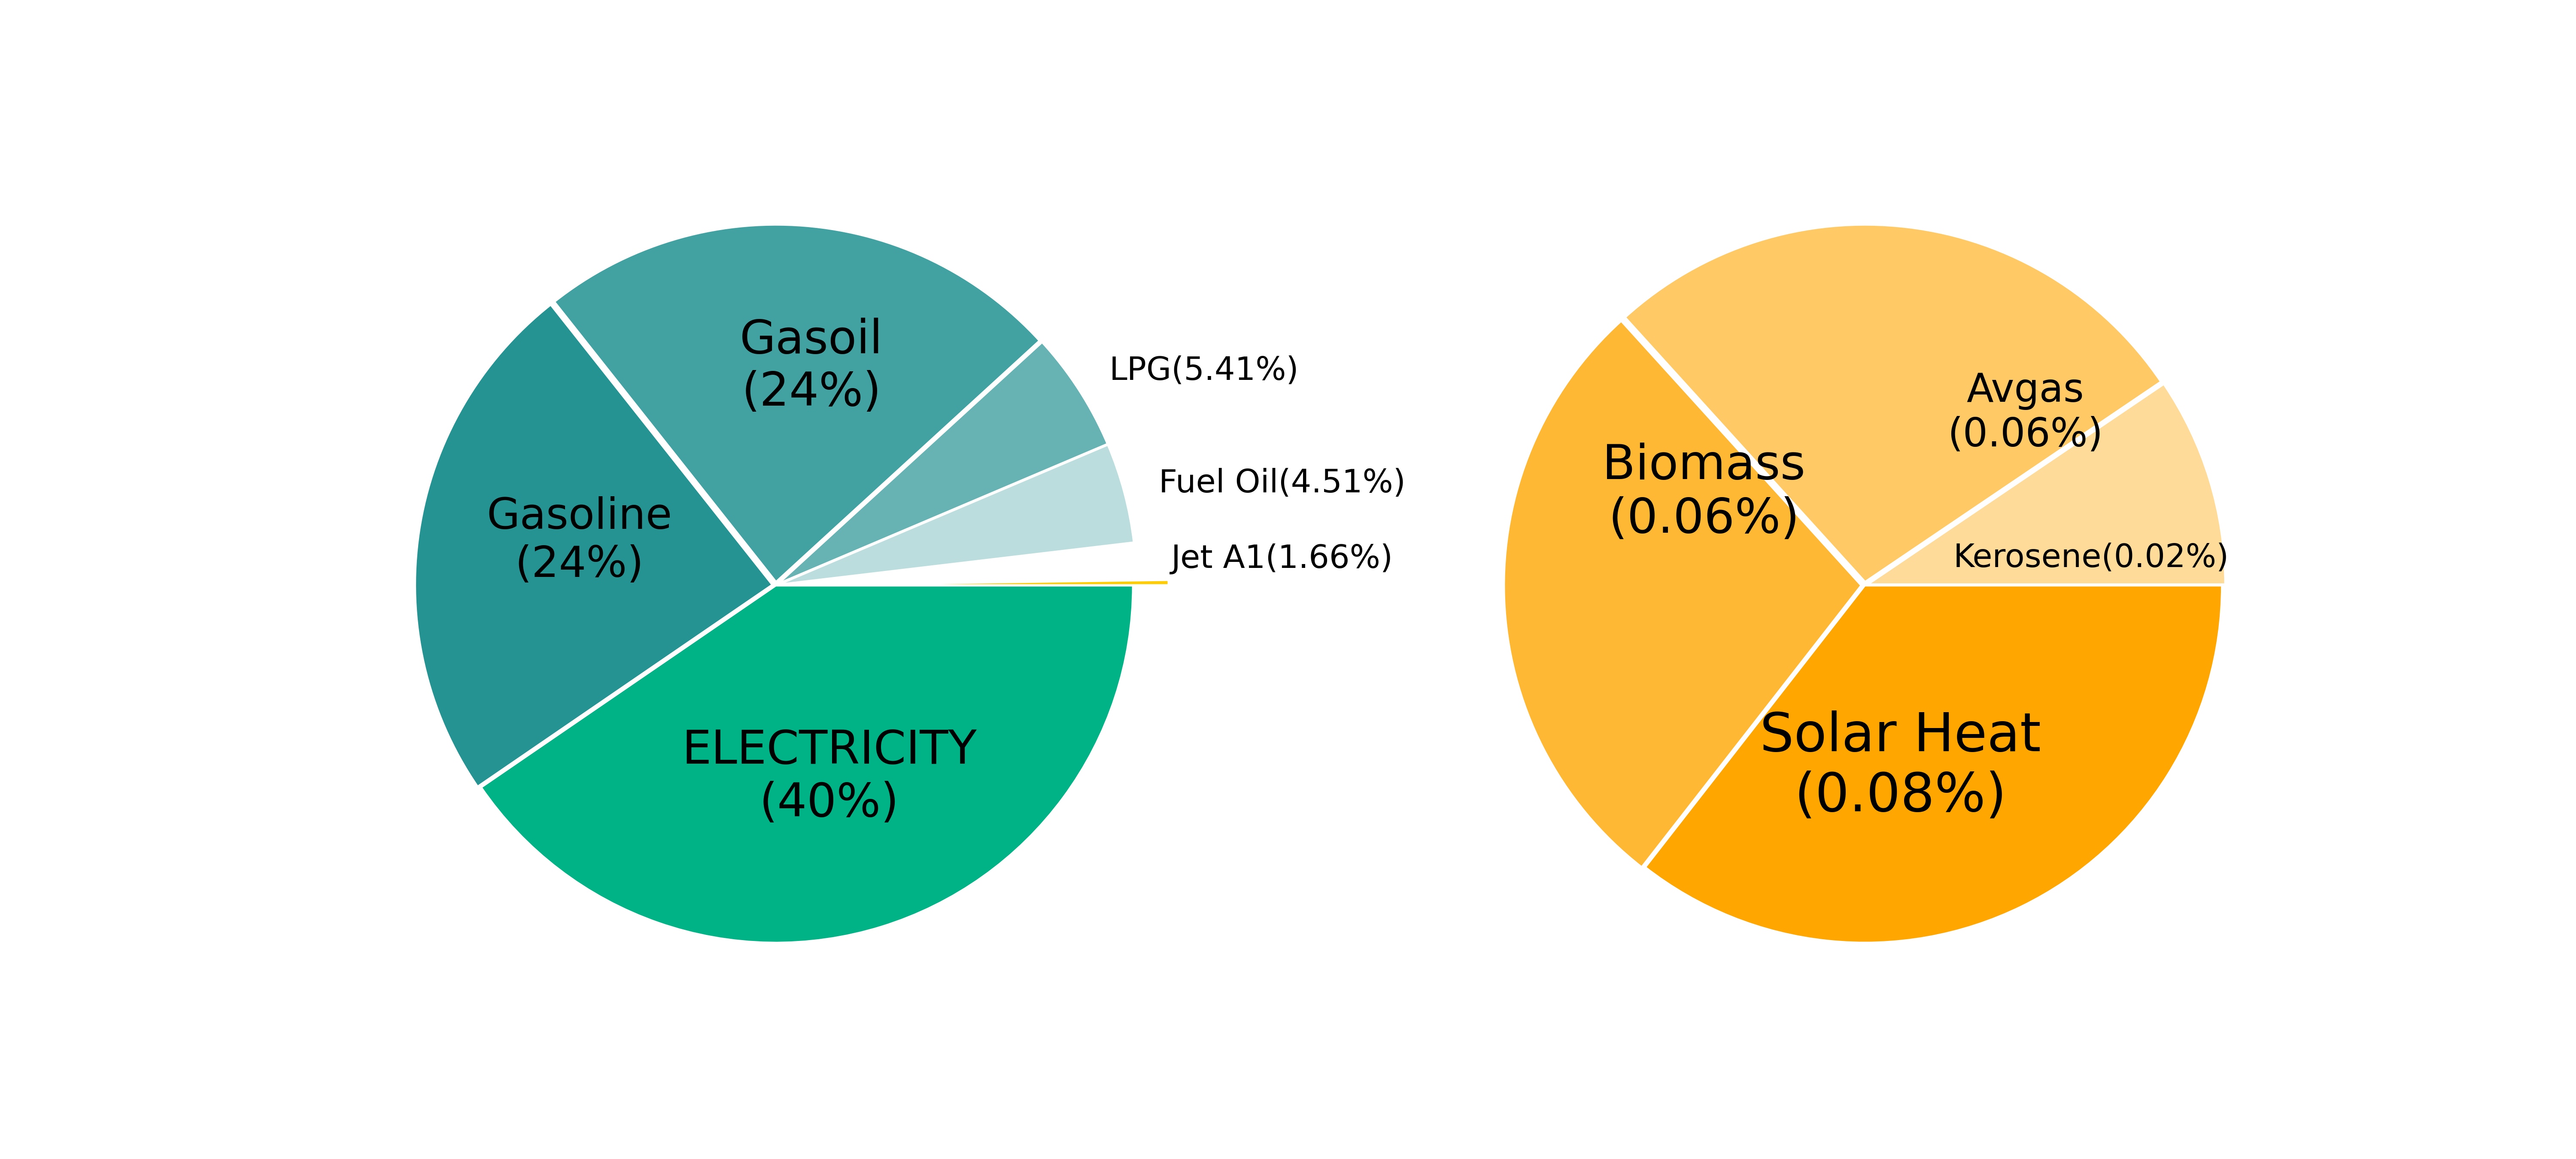 Gasoil
(24%)
LPG(5.41%)
Fuel Oil(4.51%)
Gasoline
(24%)
Jet A1(1.66%)
ELECTRICITY
(40%)
Avgas
(0.06%)
Biomass
(0.06%)
Kerosene(0.02%)
Solar Heat
(0.08%)